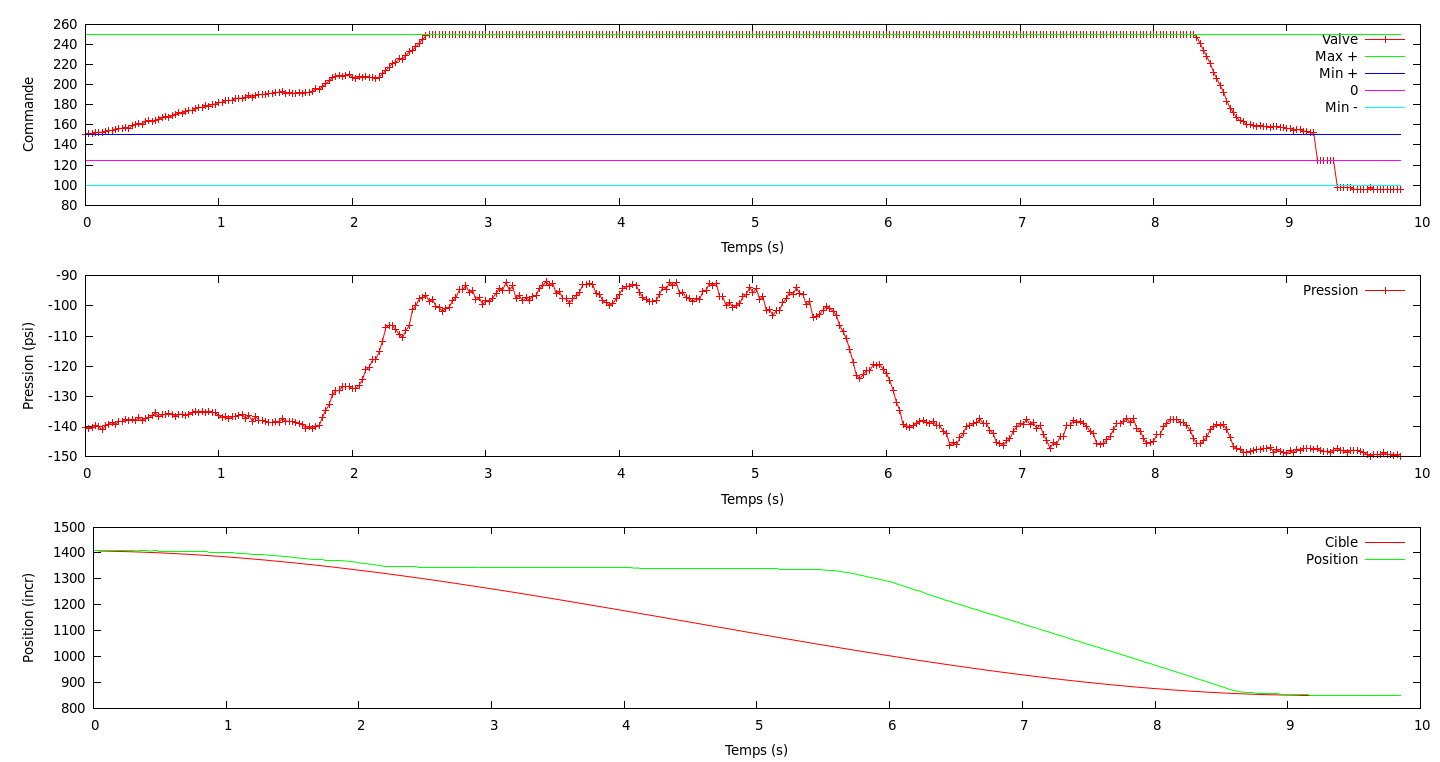 260
240
220
200
180
160
140
120
100
80
Commande
Valve
Max +
Min +
0
Min -
0 1 2 3 4 5 6 7 8 9 10
Temps (s)
-90
-100
-110
-120
-130
-140
-150
Pression (psi)
Pression
0 1 2 3 4 5 6 7 8 9 10
Temps (s)
1500
1400
1300
1200
1100
1000
900
800
Position (incr)
Cible
Position
0 1 2 3 4 5 6 7 8 9 10
Temps (s)